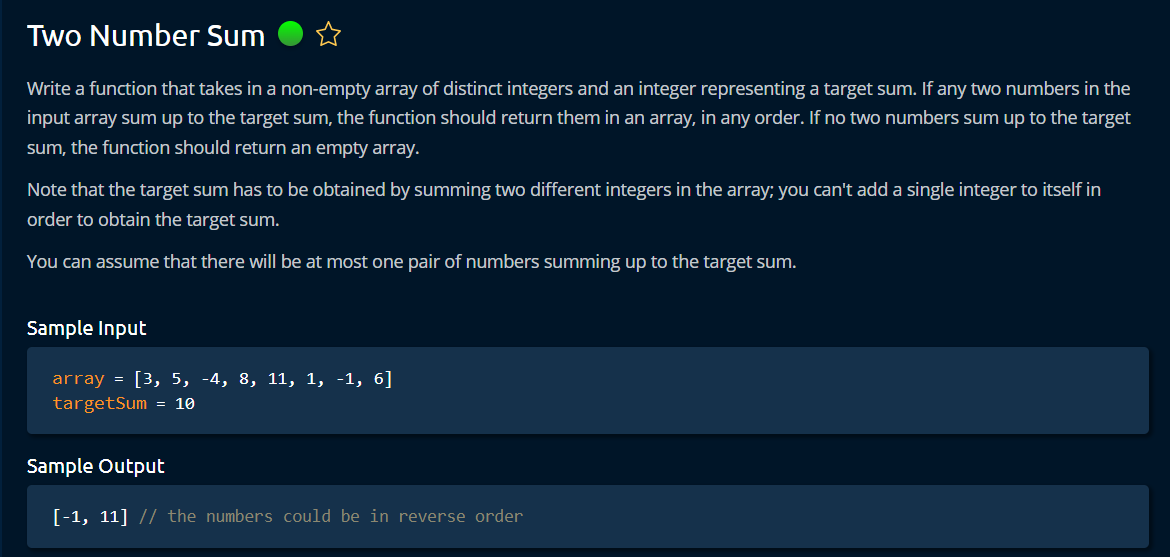 Two Number Sum
Write a function that takes in a non-empty array of distinct integers and an integer representing a target sum. If any two numbers in the
input array sum up to the target sum, the function should return them in an array, in any order. If no two numbers sum up to the target
sum, the function should return an empty array.
Note that the target sum has to be obtained by summing two different integers in the array; you can't add a single integer to itself in
order to obtain the target sum.
You can assume that there will be at most one pair of numbers summing up to the target sum.
Sample Input
array = [3, 5, -4, 8, 11, 1, -1, 6]
targetSum = 10
Sample Output
[-1, 11] // the numbers could be in reverse order